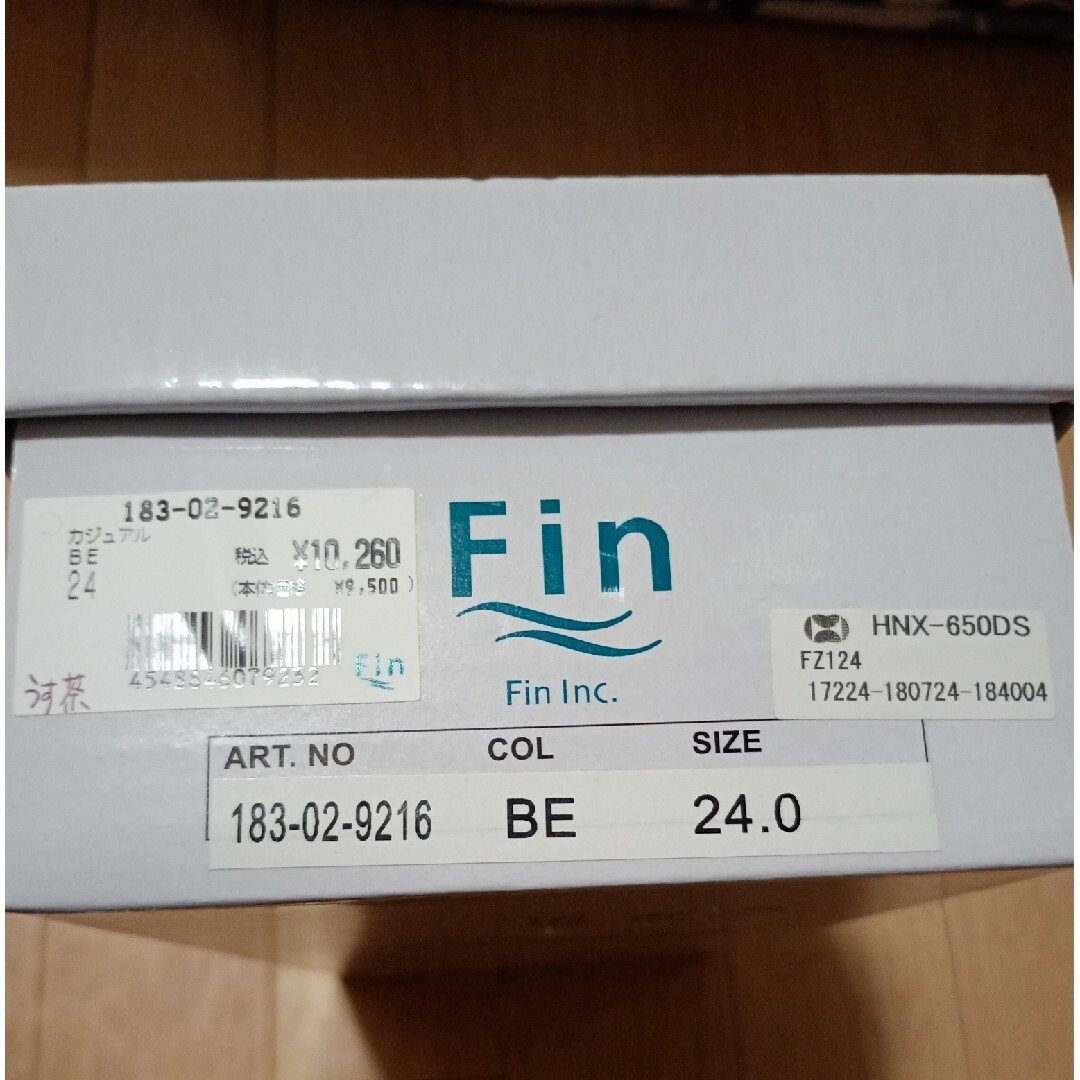 183-02-9216
カジュアル
BE 税込 ¥10,260
24 (本体価格 ¥9,500)
4548546079262
Fin
うす茶
Fin
Fin Inc.
HNX-650DS
FZ124
17224-180724-184004
ART. NO COL SIZE
183-02-9216 BE 24.0